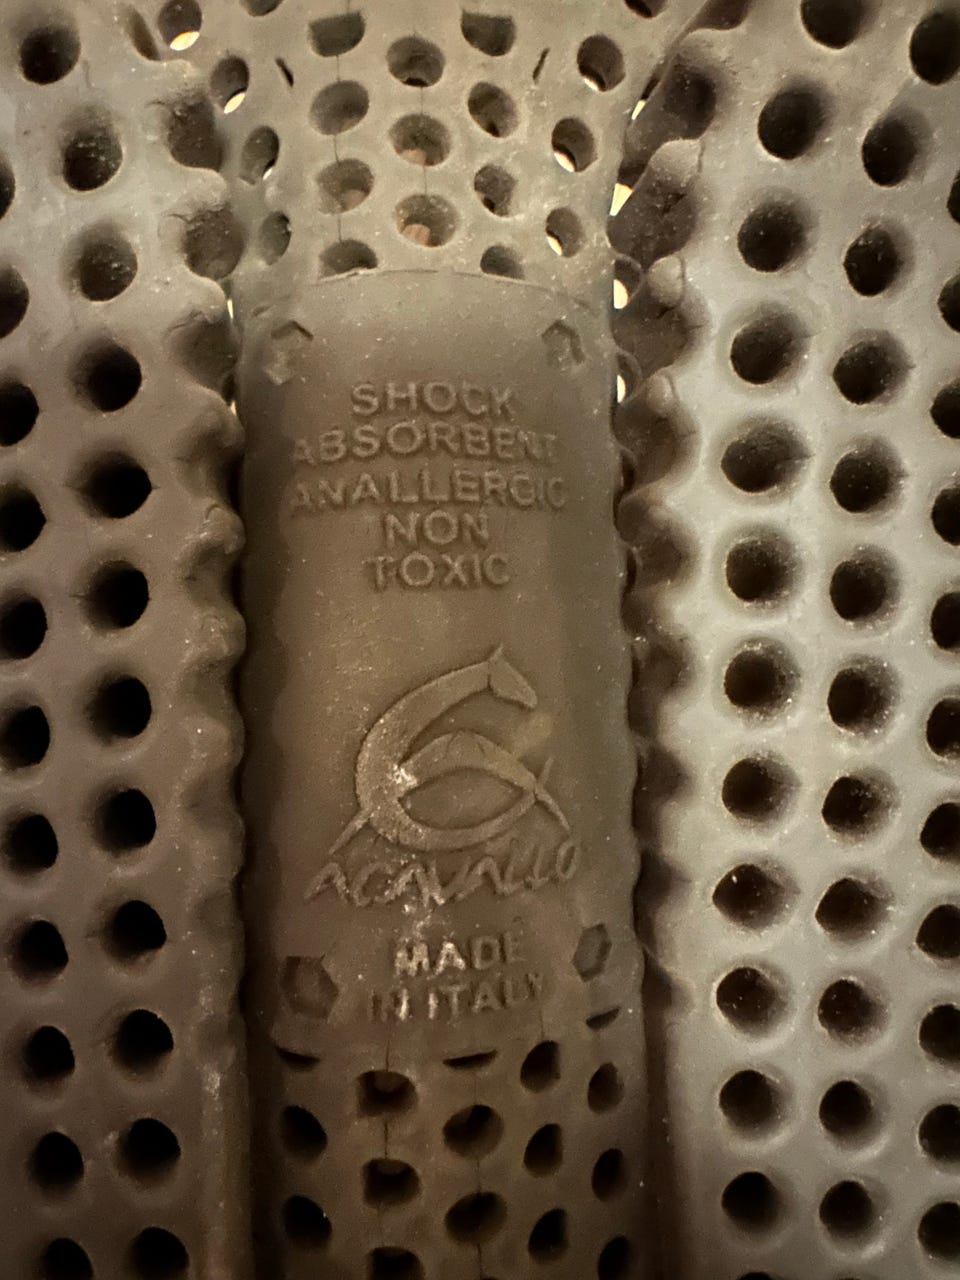 SHOCK
ABSORBENT
ANALLERGIC
NON
TOXIC
ACAVALLO
MADE
IN ITALY